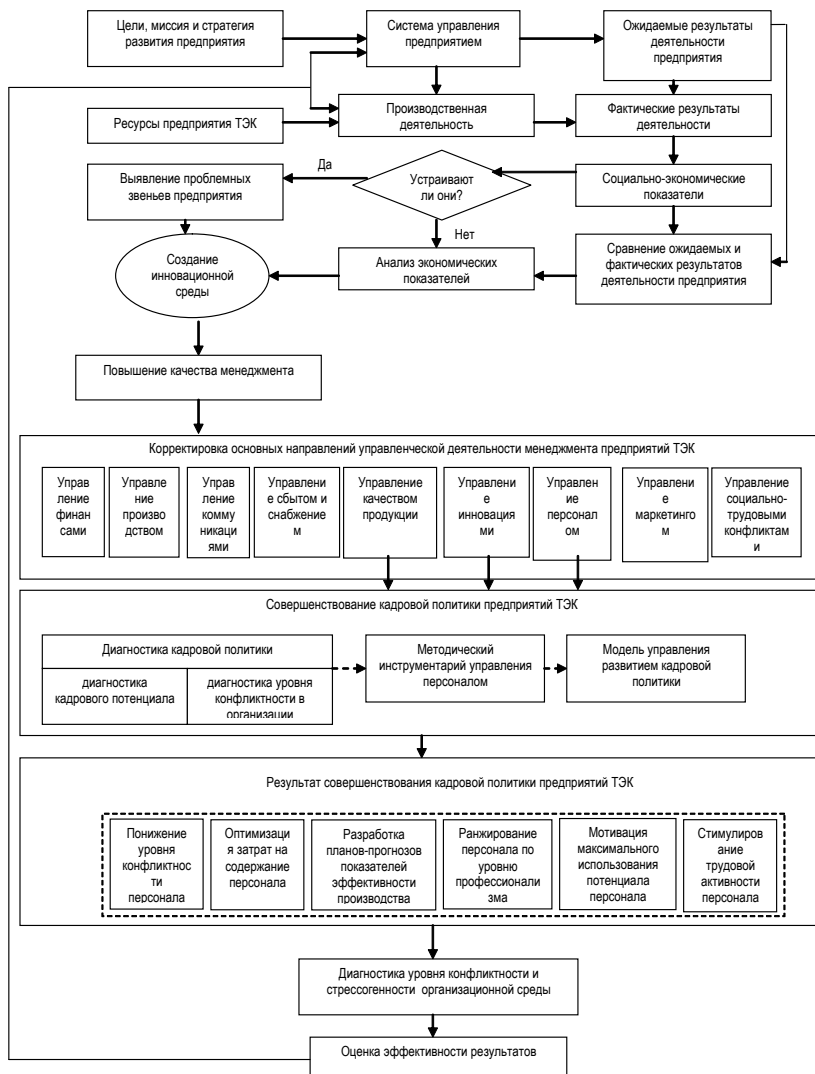 Цели, миссия и стратегия
развития предприятия
Система управления
предприятием
Ожидаемые результаты
деятельности
предприятия
Ресурсы предприятия ТЭК
Производственная
деятельность
Фактические результаты
деятельности
Выявление проблемных
звеньев предприятия
Да
Устраивают
ли они?
Социально-экономические
показатели
Нет
Создание
инновационной
среды
Анализ экономических
показателей
Сравнение ожидаемых и
фактических результатов
деятельности предприятия
Повышение качества менеджмента
Корректировка основных направлений управленческой деятельности менеджмента предприятий ТЭК
Управ
ление
финан
сами
Управле
ние
произво
дством
Управ
ление
комму
никаци
ями
Управлени
е сбытом и
снабжение
м
Управление
качеством
продукции
Управлени
е
инновация
ми
Управле
ние
персонал
ом
Управлени
е
маркетинго
м
Управление
социально-
трудовыми
конфликтам
и
Совершенствование кадровой политики предприятий ТЭК
Диагностика кадровой политики
диагностика
кадрового потенциала
диагностика уровня
конфликтности в
организации
Методический
инструментарий управления
персоналом
Модель управления
развитием кадровой
политики
Результат совершенствования кадровой политики предприятий ТЭК
Понижение
уровня
конфликтнос
ти персонала
Оптимизаци
я затрат на
содержание
персонала
Разработка
планов-прогнозов
показателей
эффективности
производства
Ранжирование
персонала по
уровню
профессионали
зма
Мотивация
максимального
использования
потенциала
персонала
Стимулиров
ание
трудовой
активности
персонала
Диагностика уровня конфликтности и
стрессогенности организационной среды
Оценка эффективности результатов